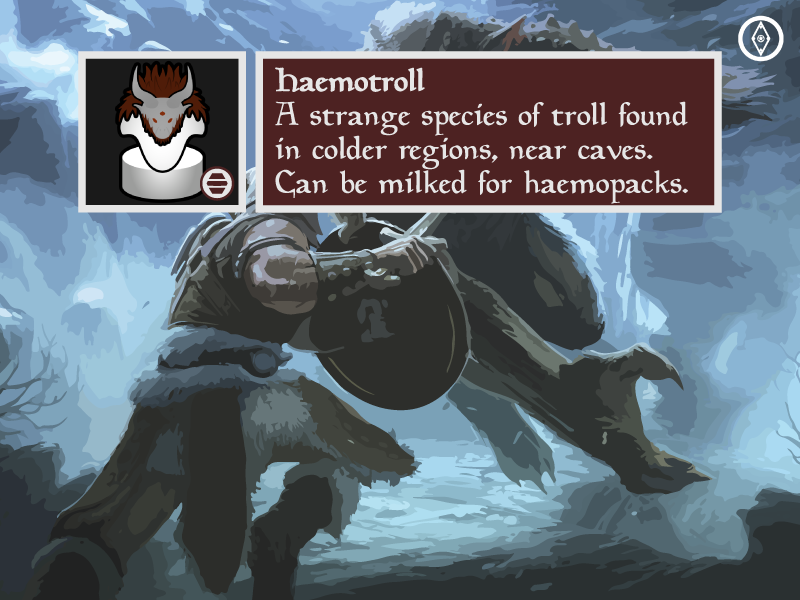 Haemotroll
A strange species of troll found
in colder regions, near caves.
Can be milked for haemopacks.